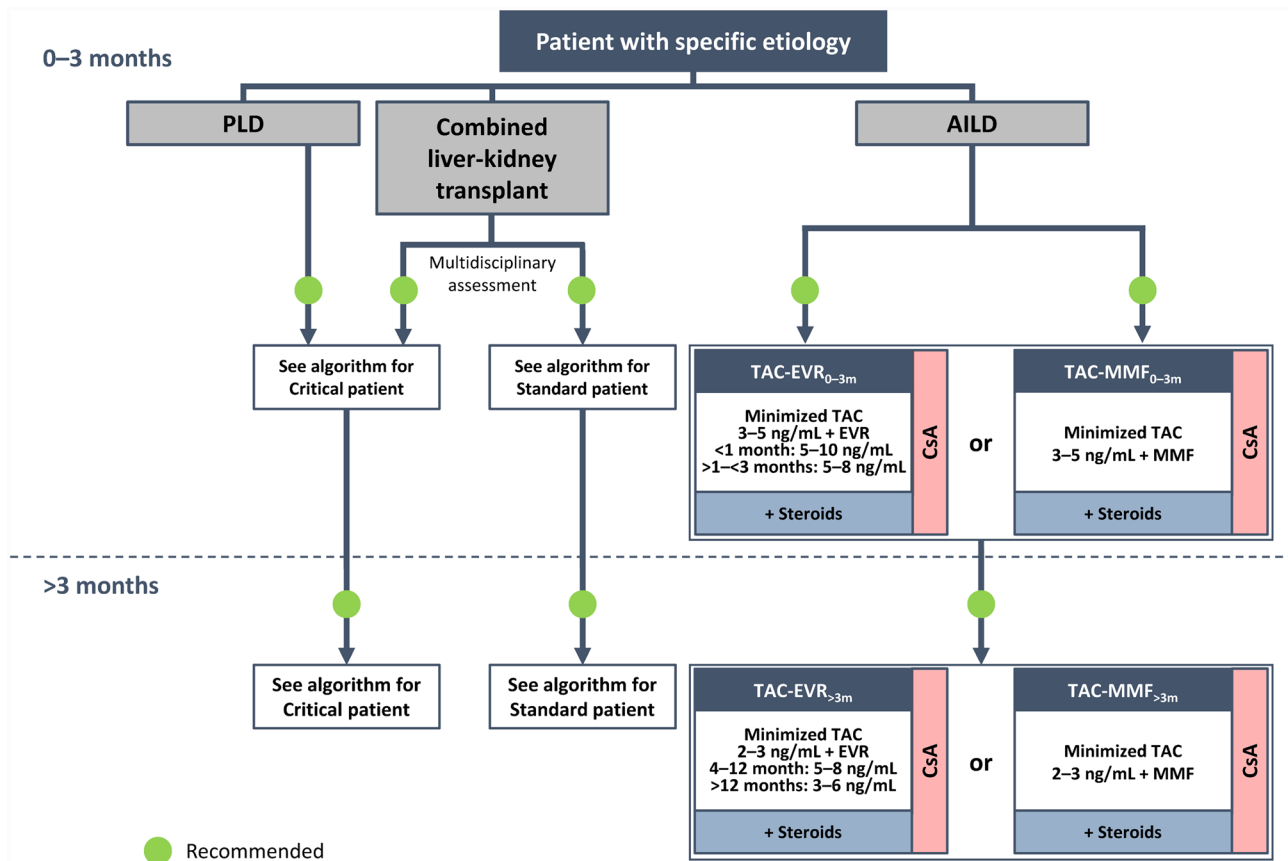 Patient with specific etiology
0–3 months
PLD
Combined
liver-kidney
transplant
AILD
Multidisciplinary
assessment
See algorithm for
Critical patient
See algorithm for
Standard patient
TAC-EVR0–3m
Minimized TAC
3–5 ng/mL + EVR
<1 month: 5–10 ng/mL
>1–<3 months: 5–8 ng/mL
+ Steroids
CsA
or
TAC-MMF0–3m
Minimized TAC
3–5 ng/mL + MMF
+ Steroids
CsA
>3 months
See algorithm for
Critical patient
See algorithm for
Standard patient
TAC-EVR>3m
Minimized TAC
2–3 ng/mL + EVR
4–12 month: 5–8 ng/mL
>12 months: 3–6 ng/mL
+ Steroids
CsA
or
TAC-MMF>3m
Minimized TAC
2–3 ng/mL + MMF
+ Steroids
CsA
Recommended